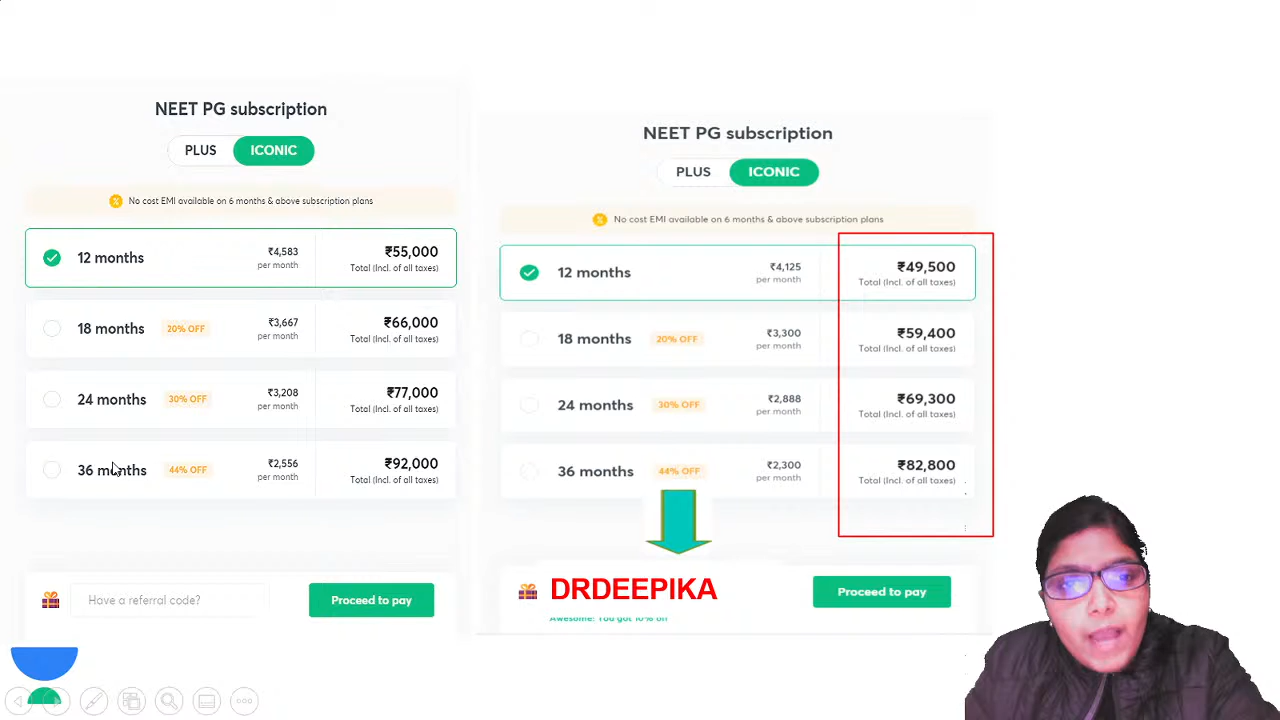 NEET PG subscription
PLUS ICONIC
No cost EMI available on 6 months & above subscription plans
12 months ₹4,583 per month ₹55,000 Total (Incl. of all taxes)
18 months 20% OFF ₹3,667 per month ₹66,000 Total (Incl. of all taxes)
24 months 30% OFF ₹3,208 per month ₹77,000 Total (Incl. of all taxes)
36 months 44% OFF ₹2,556 per month ₹92,000 Total (Incl. of all taxes)
Have a referral code? Proceed to pay
NEET PG subscription
PLUS ICONIC
No cost EMI available on 6 months & above subscription plans
12 months ₹4,125 per month ₹49,500 Total (Incl. of all taxes)
18 months 20% OFF ₹3,300 per month ₹59,400 Total (Incl. of all taxes)
24 months 30% OFF ₹2,888 per month ₹69,300 Total (Incl. of all taxes)
36 months 44% OFF ₹2,300 per month ₹82,800 Total (Incl. of all taxes)
DRDEEPIKA Proceed to pay
Awesome! You got 10% off